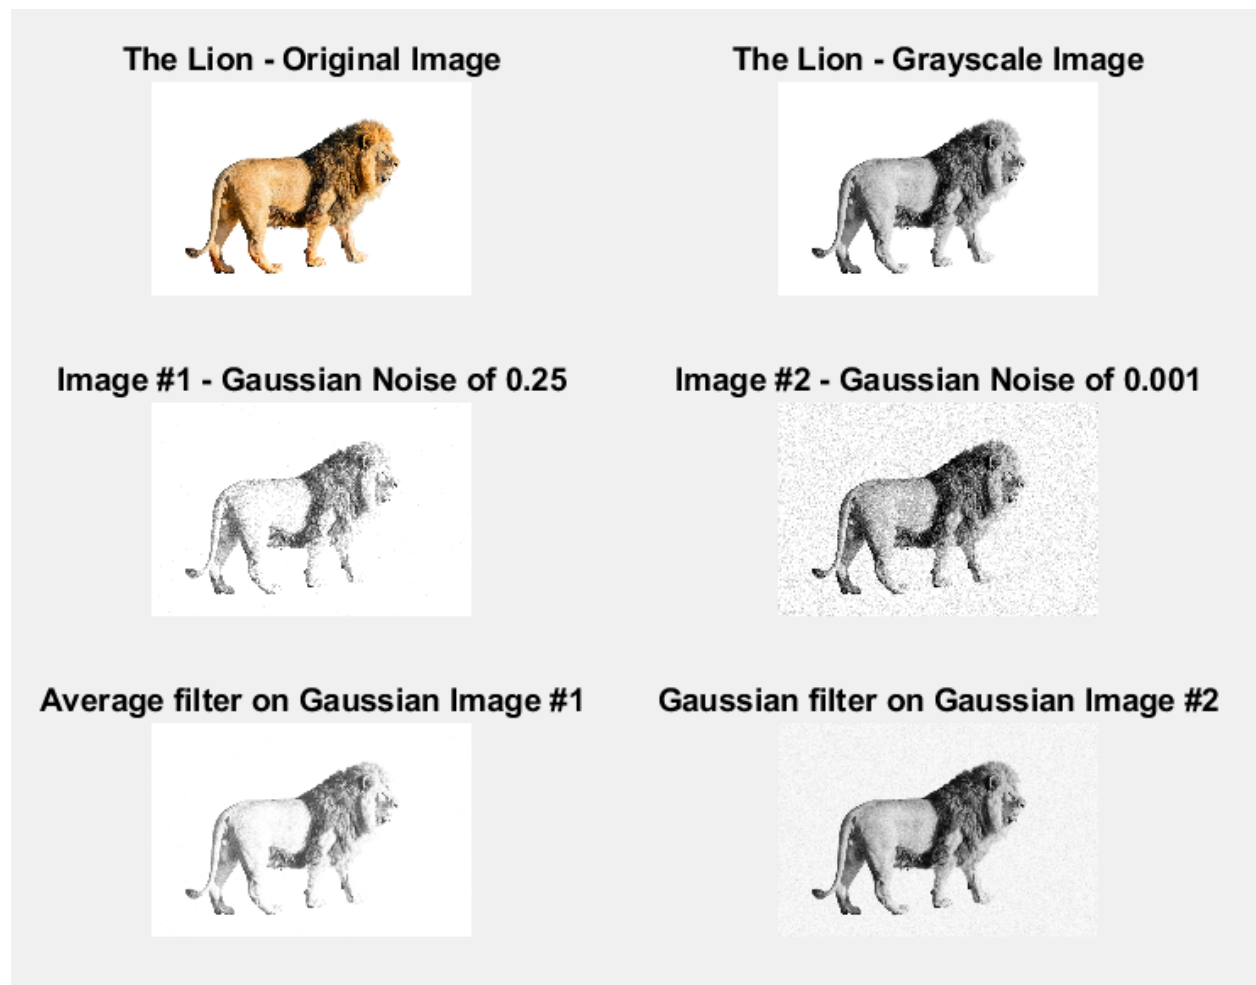 The Lion - Original Image
The Lion - Grayscale Image
Image #1 - Gaussian Noise of 0.25
Image #2 - Gaussian Noise of 0.001
Average filter on Gaussian Image #1
Gaussian filter on Gaussian Image #2